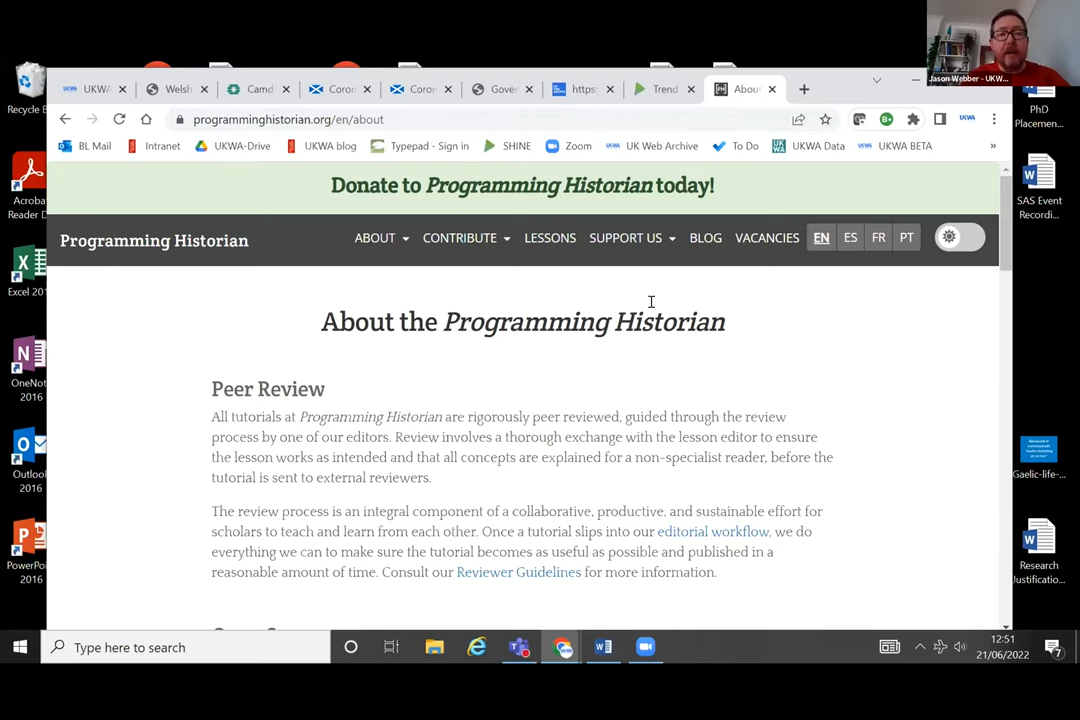 Jason Webber - UKW...
Recycle B
UKWA
Welsh
Camd
Coron
Coron
Gover
https:
Trend
Abou
PhD
Placemen...
programminghistorian.org/en/about
BL Mail
Intranet
UKWA-Drive
UKWA blog
Typepad - Sign in
SHINE
Zoom
UK Web Archive
To Do
UKWA Data
UKWA BETA
»
Donate to Programming Historian today!
Acroba
Reader D
SAS Event
Recordi...
Programming Historian
ABOUT
CONTRIBUTE
LESSONS
SUPPORT US
BLOG
VACANCIES
EN
ES
FR
PT
Excel 201
About the Programming Historian
OneNot
2016
Peer Review
All tutorials at Programming Historian are rigorously peer reviewed, guided through the review
process by one of our editors. Review involves a thorough exchange with the lesson editor to ensure
the lesson works as intended and that all concepts are explained for a non-specialist reader, before the
tutorial is sent to external reviewers.
Outloo
2016
Gaelic-life-...
The review process is an integral component of a collaborative, productive, and sustainable effort for
scholars to teach and learn from each other. Once a tutorial slips into our editorial workflow, we do
everything we can to make sure the tutorial becomes as useful as possible and published in a
reasonable amount of time. Consult our Reviewer Guidelines for more information.
PowerPoi
2016
Research
Justificatio...
Type here to search
12:51
21/06/2022
7